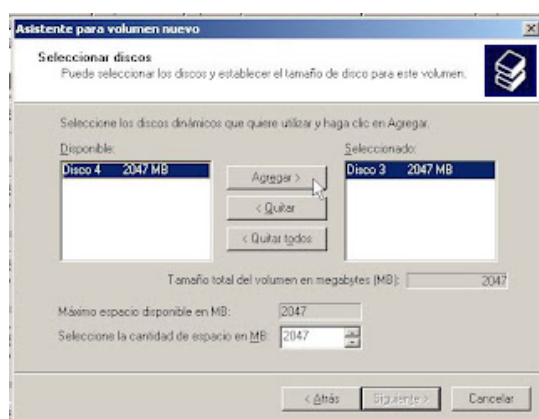 Asistente para volumen nuevo
Seleccionar discos
Puede seleccionar los discos y establecer el tamaño de disco para este volumen.
Seleccione los discos dinámicos que quiere utilizar y haga clic en Agregar.
Disponible:
Seleccionado:
Disco 4 2047 MB
Agregar >
Disco 3 2047 MB
< Quitar
< Quitar todos
Tamaño total del volumen en megabytes (MB): 2047
Máximo espacio disponible en MB: 2047
Seleccione la cantidad de espacio en MB: 2047
< Atrás
Siguiente >
Cancelar